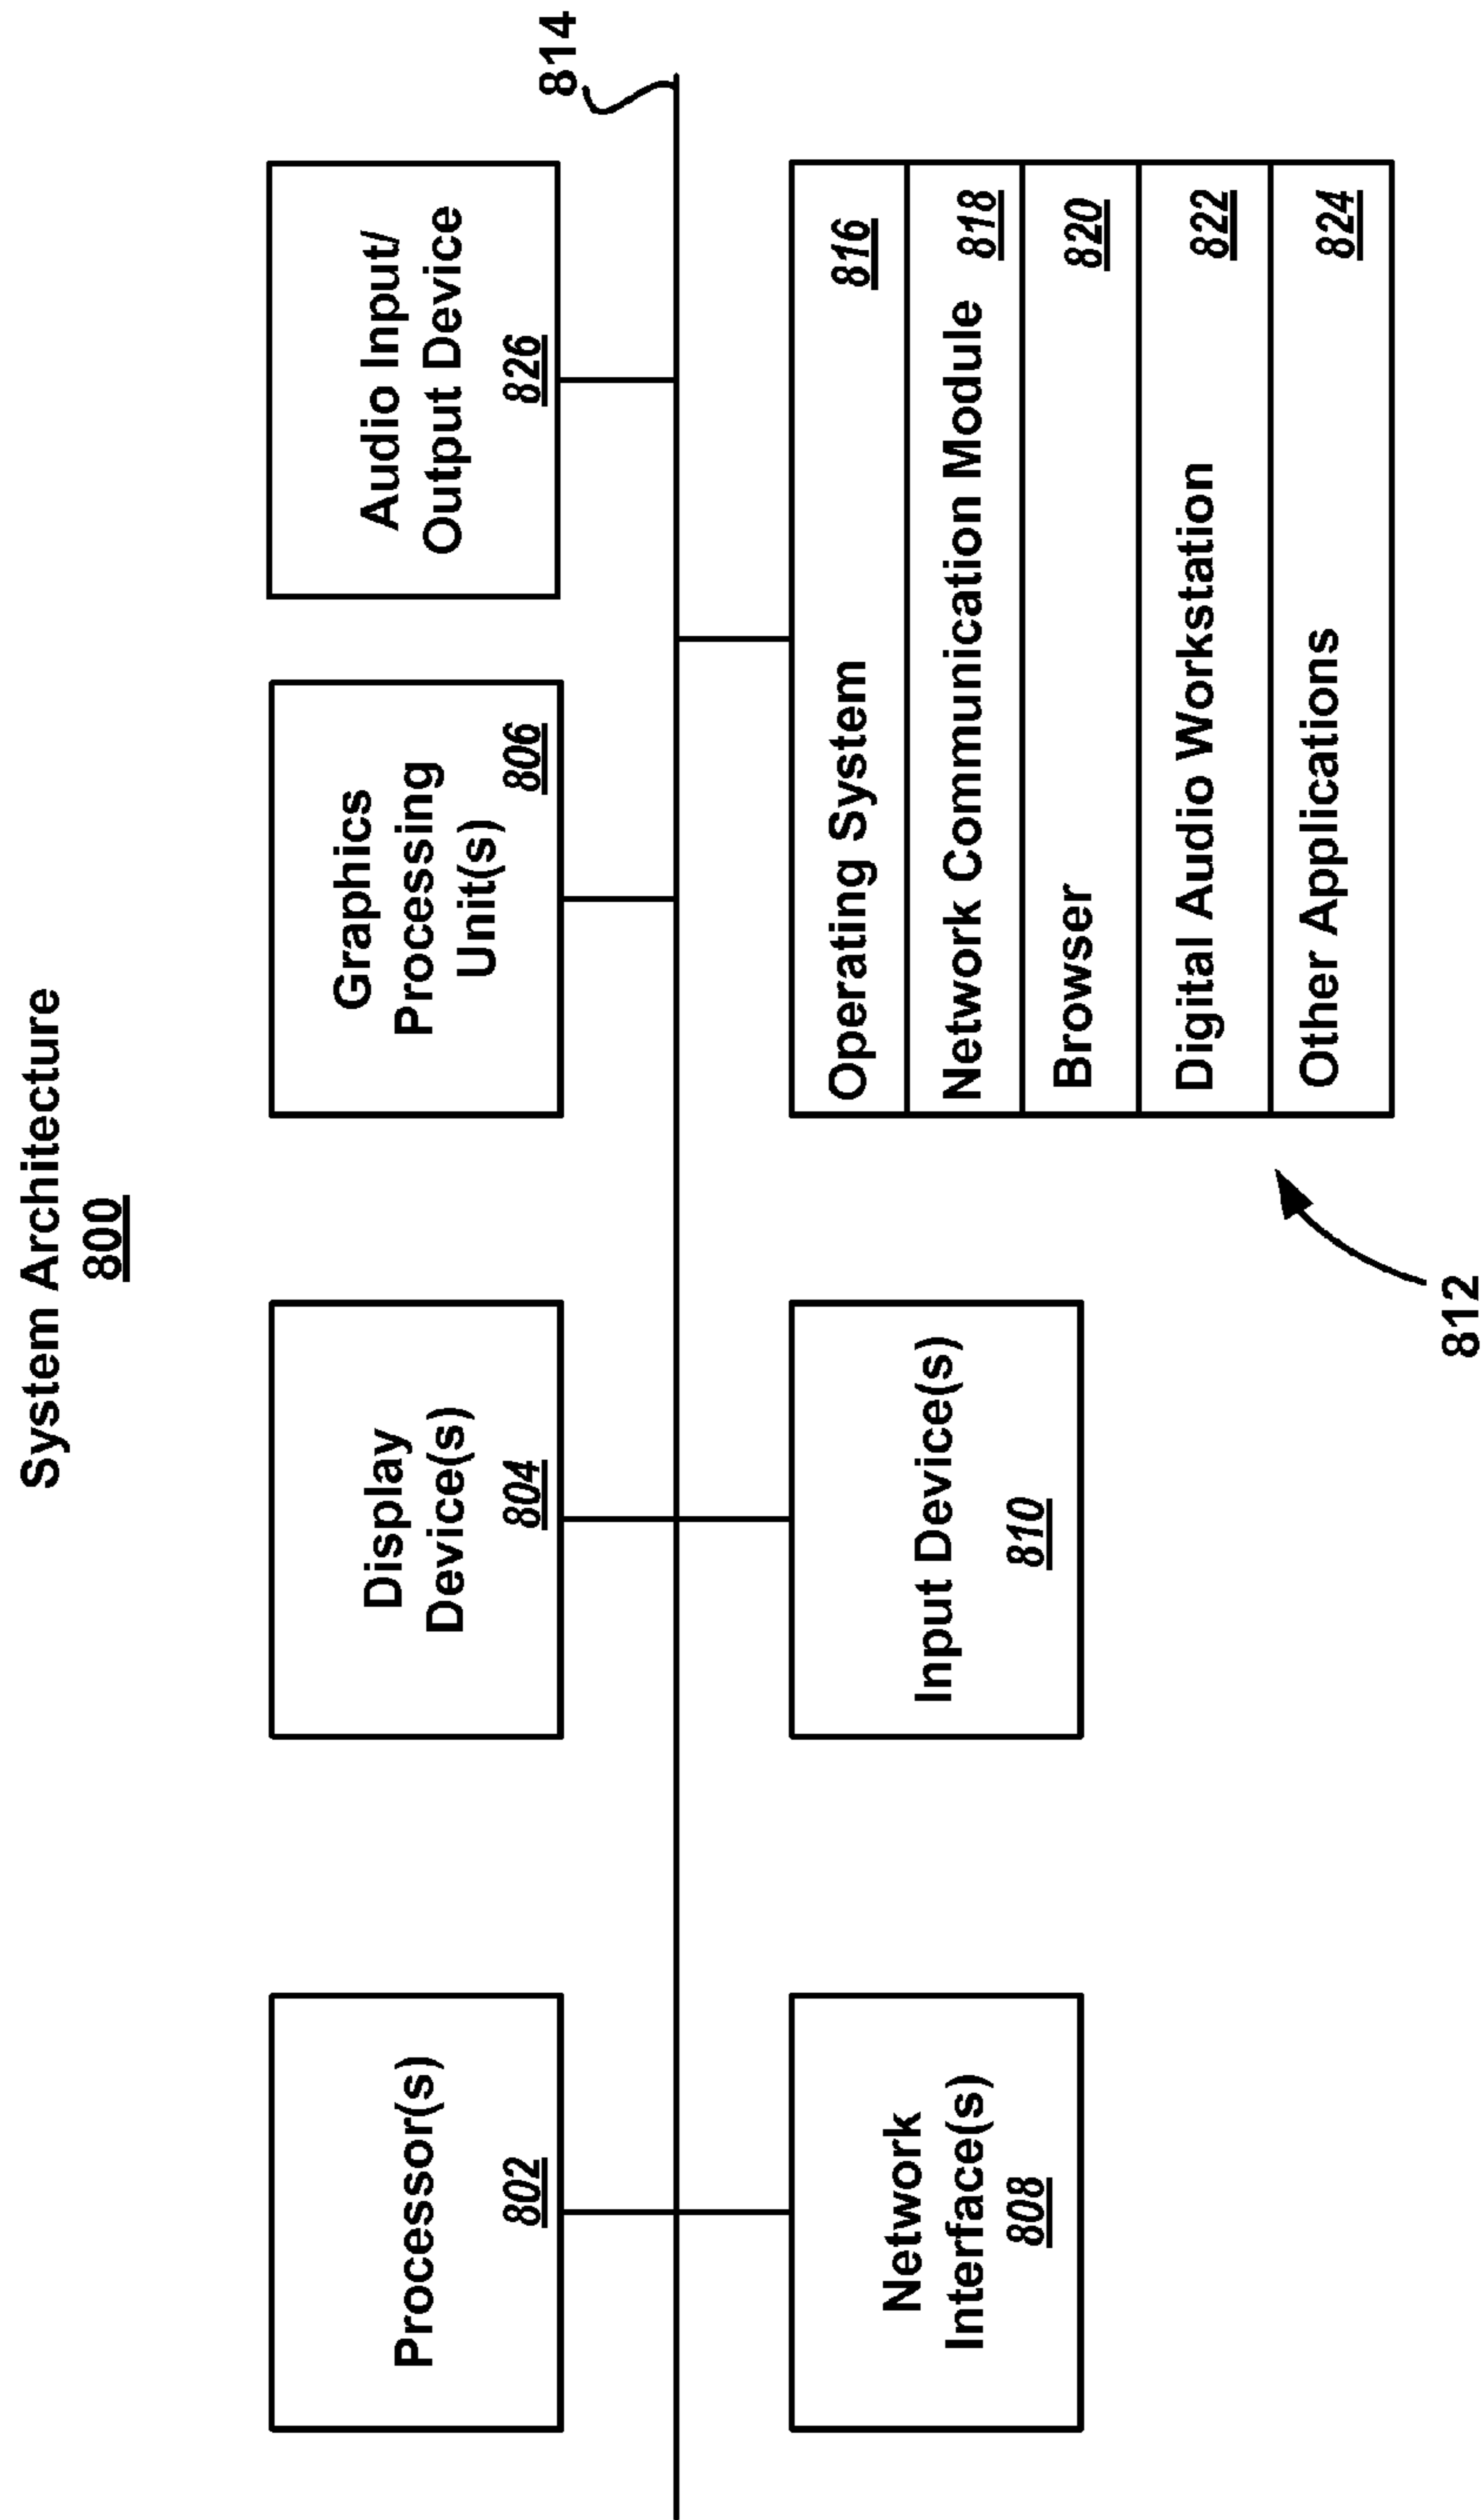 System Architecture
800
Processor(s)
802
Display
Device(s)
804
Graphics
Processing
Unit(s)
806
Audio Input/
Output Device
826
814
Network
Interface(s)
808
Input Device(s)
810
Operating System
816
Network Communication Module
818
Browser
820
Digital Audio Workstation
822
Other Applications
824
812